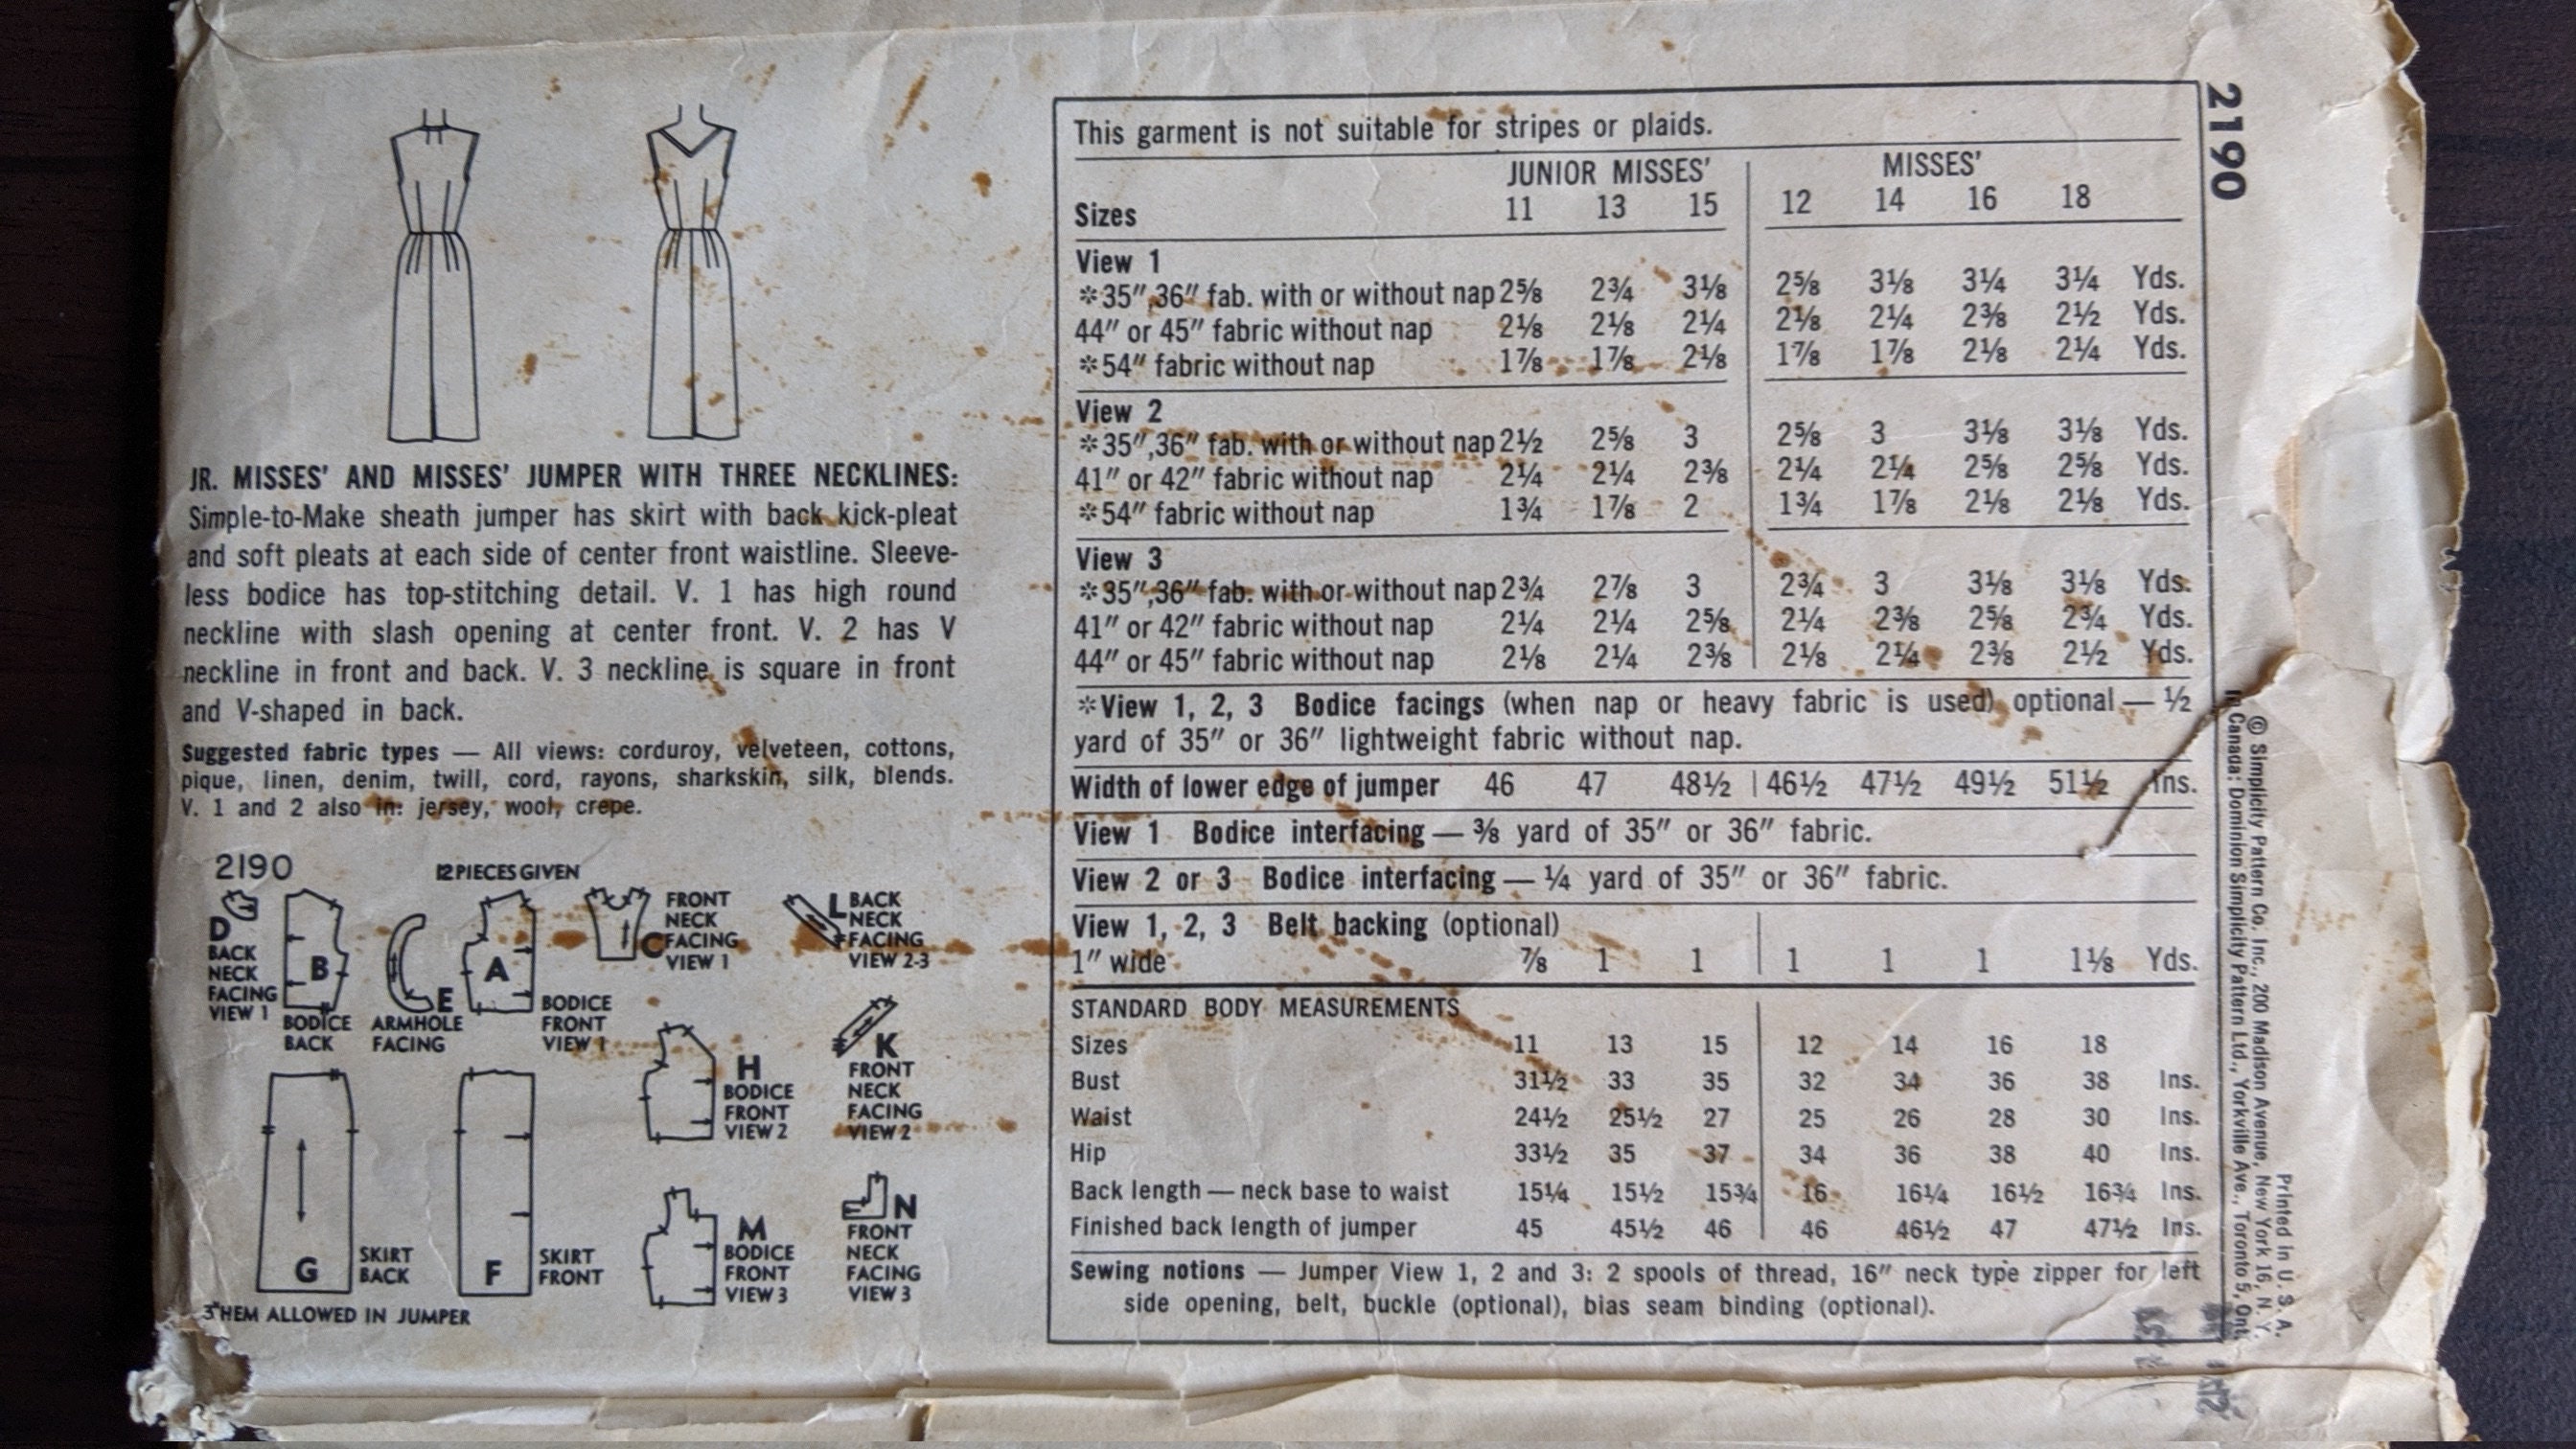 JR. MISSES' AND MISSES' JUMPER WITH THREE NECKLINES:
Simple-to-Make sheath jumper has skirt with back kick-pleat
and soft pleats at each side of center front waistline. Sleeve-
less bodice has top-stitching detail. V. 1 has high round
neckline with slash opening at center front. V. 2 has V
neckline in front and back. V. 3 neckline is square in front
and V-shaped in back.
Suggested fabric types — All views: corduroy, velveteen, cottons,
pique, linen, denim, twill, cord, rayons, sharkskin, silk, blends.
V. 1 and 2 also in: jersey, wool, crepe.
2190
12 PIECES GIVEN
D
BACK
NECK
FACING
VIEW 1
B
BODICE
BACK
E
ARMHOLE
FACING
A
BODICE
FRONT
VIEW 1
C
FRONT
NECK
FACING
VIEW 1
L
BACK
NECK
FACING
VIEW 2-3
H
BODICE
FRONT
VIEW 2
K
FRONT
NECK
FACING
VIEW 2
G
SKIRT
BACK
F
SKIRT
FRONT
M
BODICE
FRONT
VIEW 3
N
FRONT
NECK
FACING
VIEW 3
3" HEM ALLOWED IN JUMPER
This garment is not suitable for stripes or plaids.
JUNIOR MISSES' MISSES'
Sizes 11 13 15 12 14 16 18
View 1
*35",36" fab. with or without nap 2⅝ 2¾ 3⅛ 2⅝ 3⅛ 3¼ 3¼ Yds.
44" or 45" fabric without nap 2⅛ 2⅛ 2¼ 2⅛ 2¼ 2⅜ 2½ Yds.
*54" fabric without nap 1⅞ 1⅞ 2⅛ 1⅞ 1⅞ 2⅛ 2¼ Yds.
View 2
*35",36" fab. with or without nap 2½ 2⅝ 3 2⅝ 3 3⅛ 3⅛ Yds.
41" or 42" fabric without nap 2¼ 2¼ 2⅜ 2¼ 2¼ 2⅝ 2⅝ Yds.
*54" fabric without nap 1¾ 1⅞ 2 1¾ 1⅞ 2⅛ 2⅛ Yds.
View 3
*35",36" fab. with or without nap 2¾ 2⅞ 3 2¾ 3 3⅛ 3⅛ Yds.
41" or 42" fabric without nap 2¼ 2¼ 2⅝ 2¼ 2⅜ 2⅝ 2¾ Yds.
44" or 45" fabric without nap 2⅛ 2¼ 2⅜ 2⅛ 2¼ 2⅜ 2½ Yds.
*View 1, 2, 3 Bodice facings (when nap or heavy fabric is used) optional — ½
yard of 35" or 36" lightweight fabric without nap.
Width of lower edge of jumper 46 47 48½ 46½ 47½ 49½ 51½ Ins.
View 1 Bodice interfacing — ⅜ yard of 35" or 36" fabric.
View 2 or 3 Bodice interfacing — ¼ yard of 35" or 36" fabric.
View 1, 2, 3 Belt backing (optional)
1" wide ⅞ 1 1 1 1 1 1⅛ Yds.
STANDARD BODY MEASUREMENTS
Sizes 11 13 15 12 14 16 18
Bust 31½ 33 35 32 34 36 38 Ins.
Waist 24½ 25½ 27 25 26 28 30 Ins.
Hip 33½ 35 37 34 36 38 40 Ins.
Back length — neck base to waist 15¼ 15½ 15¾ 16 16¼ 16½ 16¾ Ins.
Finished back length of jumper 45 45½ 46 46 46½ 47 47½ Ins.
Sewing notions — Jumper View 1, 2 and 3: 2 spools of thread, 16" neck type zipper for left
side opening, belt, buckle (optional), bias seam binding (optional).
2190
© Simplicity Pattern Co. Inc., 200 Madison Avenue, New York 16, N. Y.
In Canada: Dominion Simplicity Pattern Ltd., Yorkville Ave., Toronto 5, Ont.
Printed in U. S. A.